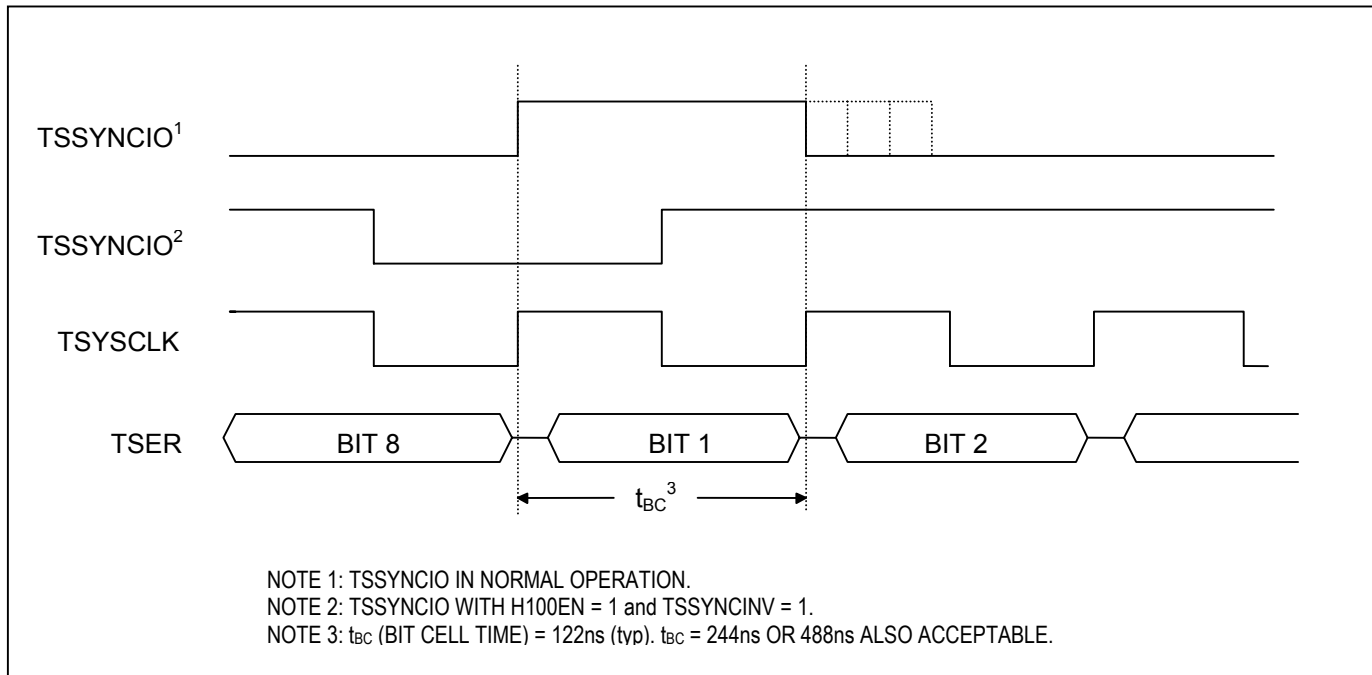 TSSYNCIO¹
TSSYNCIO²
TSYSCLK
TSER
BIT 8
BIT 1
BIT 2
tBC³
NOTE 1: TSSYNCIO IN NORMAL OPERATION.
NOTE 2: TSSYNCIO WITH H100EN = 1 and TSSYNCINV = 1.
NOTE 3: tBC (BIT CELL TIME) = 122ns (typ). tBC = 244ns OR 488ns ALSO ACCEPTABLE.